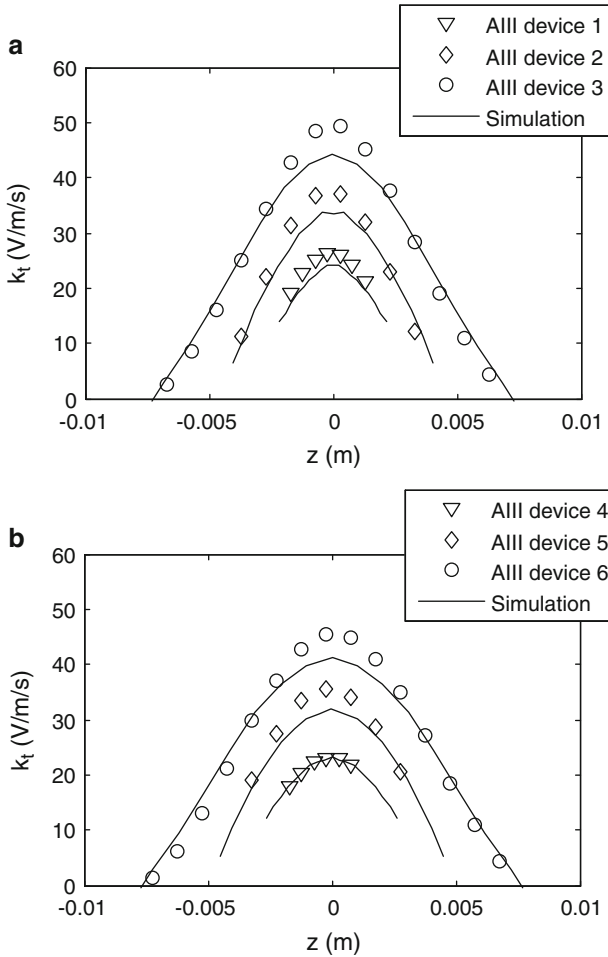 a
AIII device 1
AIII device 2
AIII device 3
Simulation
60
50
40
30
20
10
0
kt (V/m/s)
-0.01
-0.005
0
0.005
0.01
z (m)
b
AIII device 4
AIII device 5
AIII device 6
Simulation
60
50
40
30
20
10
0
kt (V/m/s)
-0.01
-0.005
0
0.005
0.01
z (m)